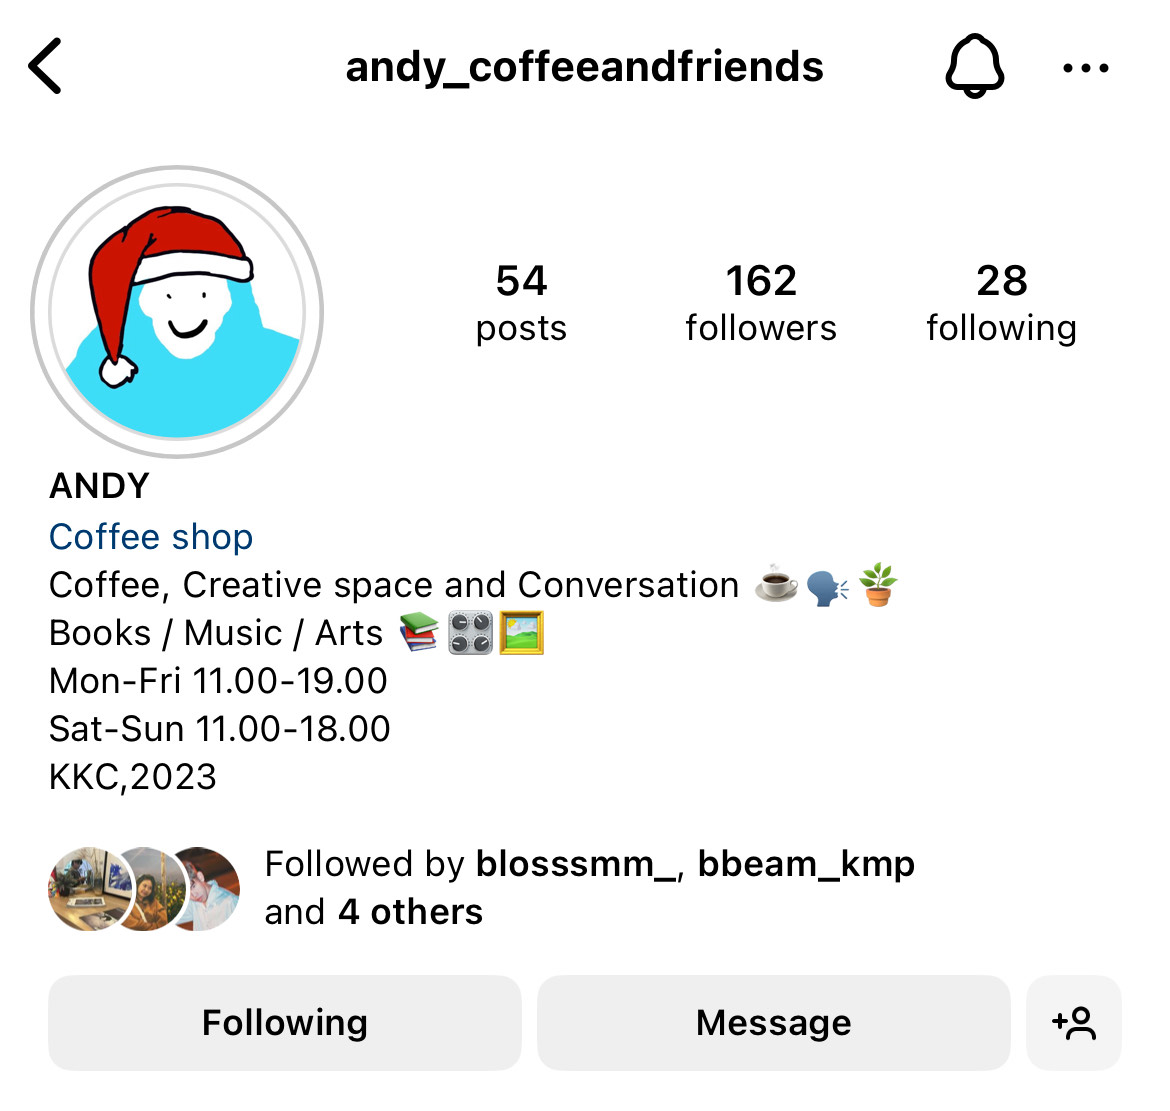 andy_coffeeandfriends
54 posts
162 followers
28 following
ANDY
Coffee shop
Coffee, Creative space and Conversation ☕🗣️🪴
Books / Music / Arts 📚🎛️🖼️
Mon-Fri 11.00-19.00
Sat-Sun 11.00-18.00
KKC,2023
Followed by blosssmm_, bbeam_kmp
and 4 others
Following
Message